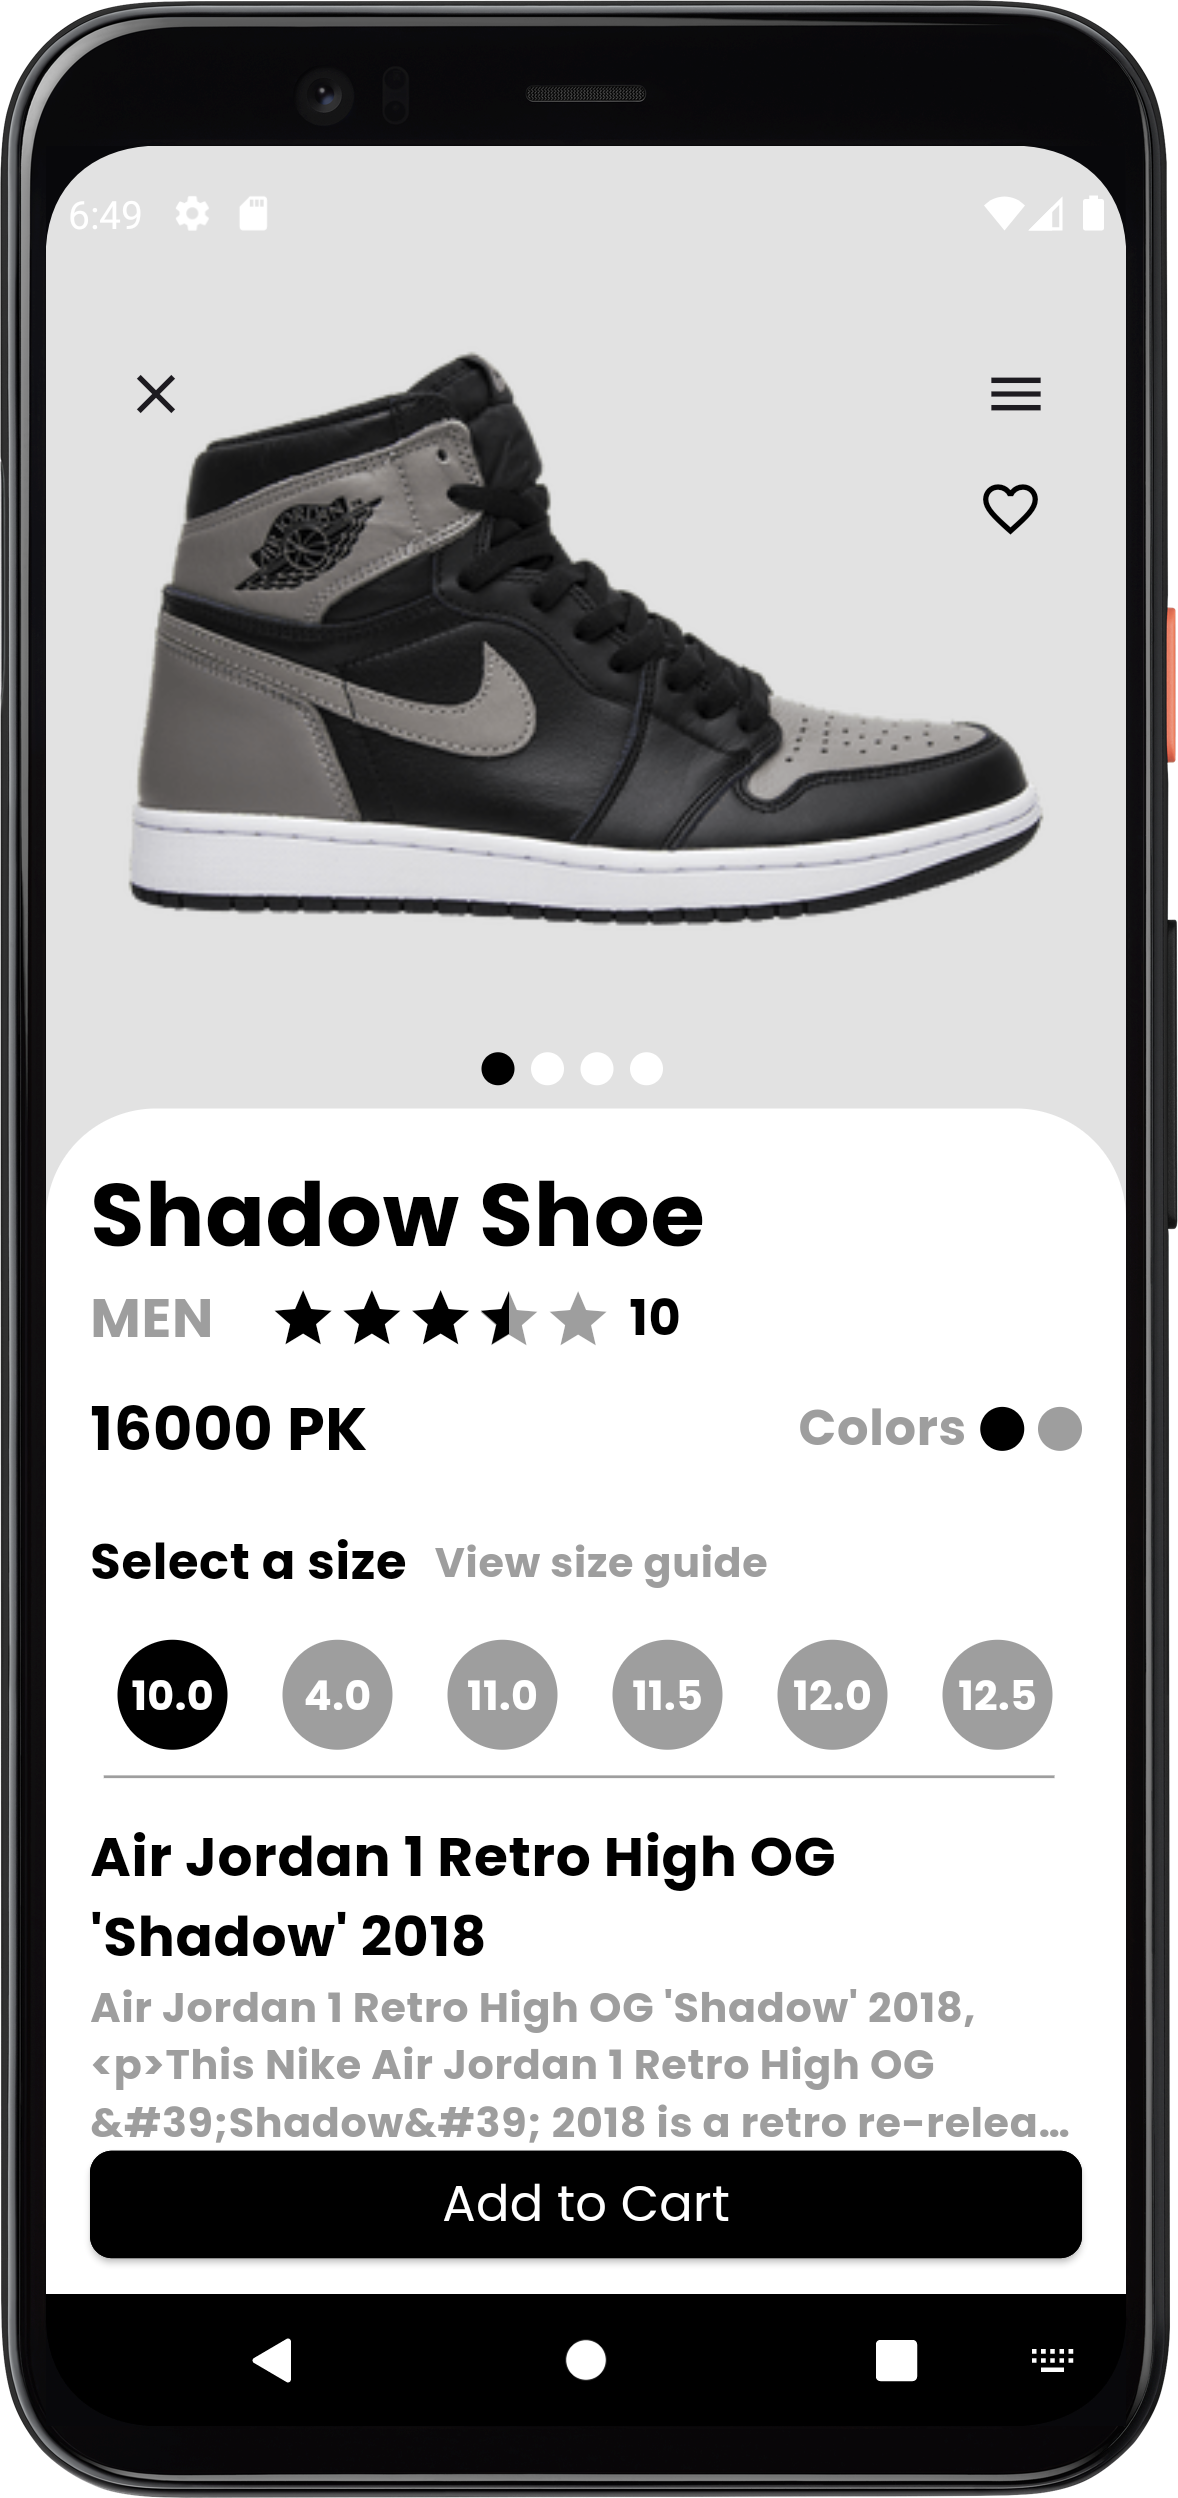 6:49
AIR JORDAN
Shadow Shoe
MEN 10
16000 PK Colors
Select a size View size guide
10.0 4.0 11.0 11.5 12.0 12.5
Air Jordan 1 Retro High OG
'Shadow' 2018
Air Jordan 1 Retro High OG 'Shadow' 2018,
<p>This Nike Air Jordan 1 Retro High OG
&#39;Shadow&#39; 2018 is a retro re-relea...
Add to Cart